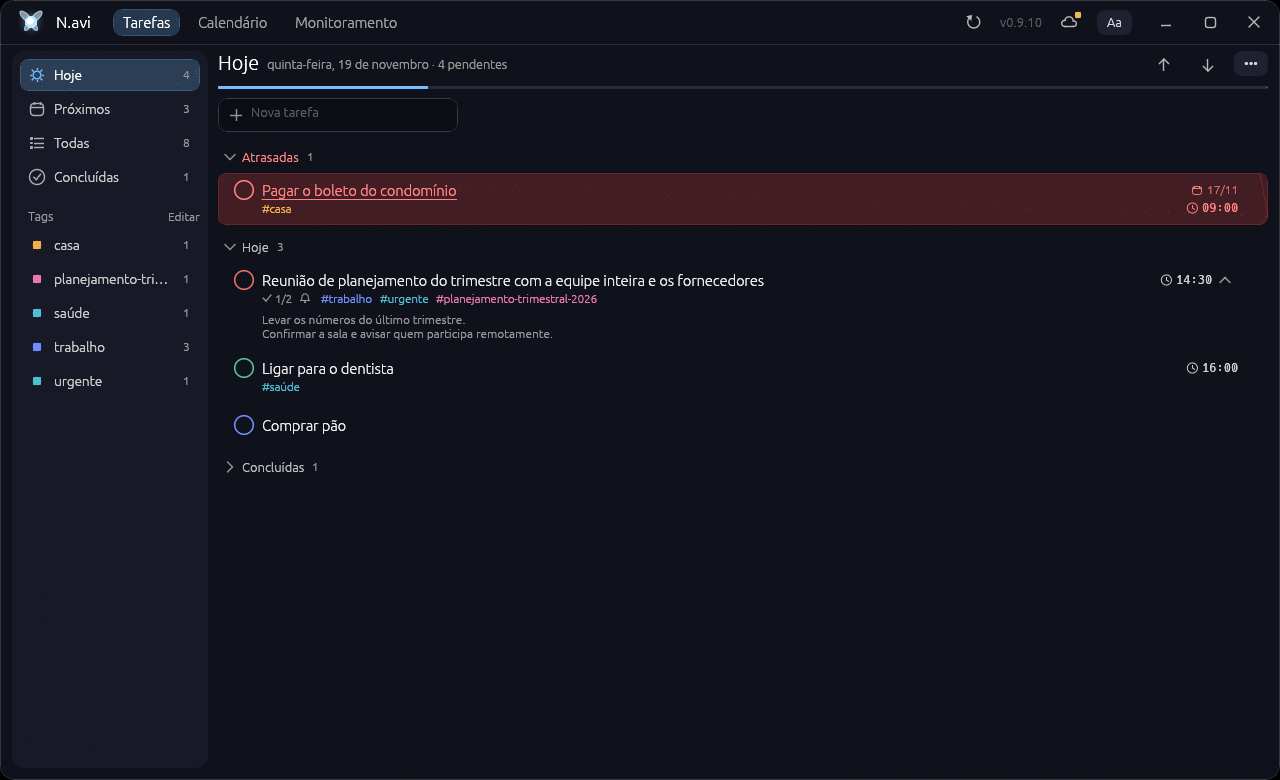 N.avi Tarefas Calendário Monitoramento v0.9.10 Aa
Hoje 4
Próximos 3
Todas 8
Concluídas 1
Tags Editar
casa 1
planejamento-tri... 1
saúde 1
trabalho 3
urgente 1
Hoje quinta-feira, 19 de novembro · 4 pendentes
Nova tarefa
Atrasadas 1
Pagar o boleto do condomínio 17/11
#casa 09:00
Hoje 3
Reunião de planejamento do trimestre com a equipe inteira e os fornecedores 14:30
1/2 #trabalho #urgente #planejamento-trimestral-2026
Levar os números do último trimestre.
Confirmar a sala e avisar quem participa remotamente.
Ligar para o dentista 16:00
#saúde
Comprar pão
Concluídas 1